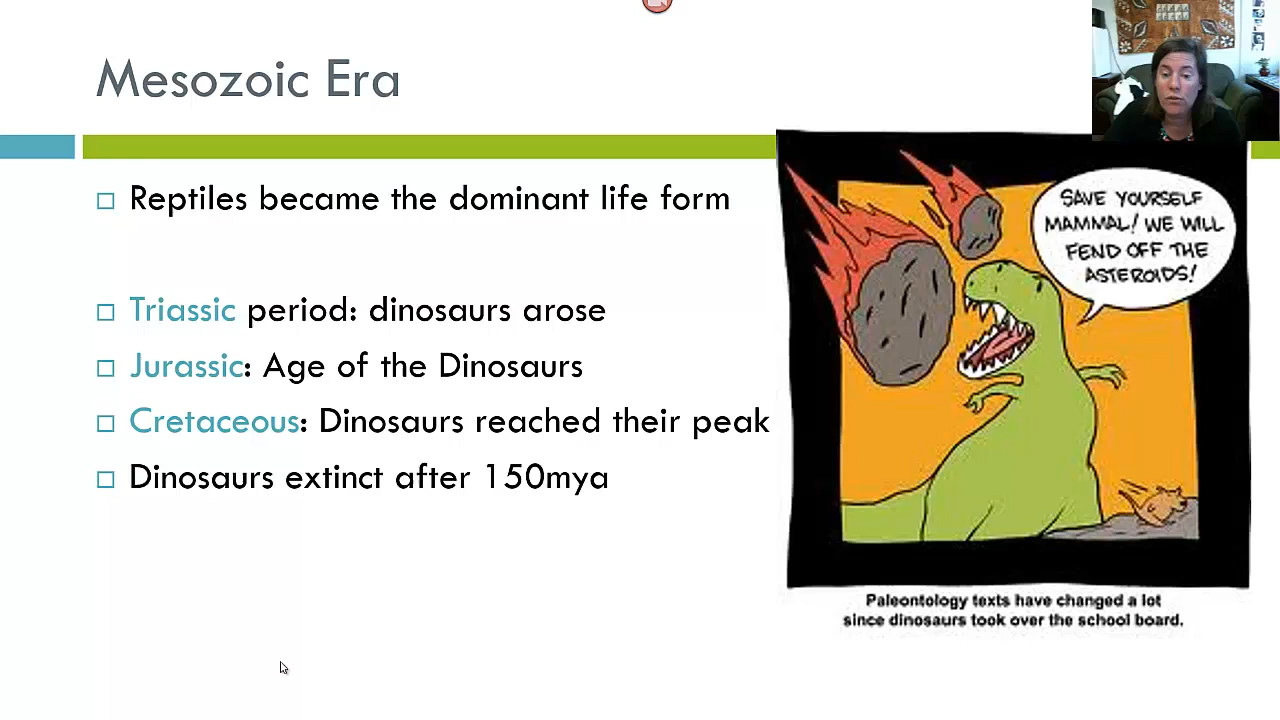 Mesozoic Era
Reptiles became the dominant life form
Triassic period: dinosaurs arose
Jurassic: Age of the Dinosaurs
Cretaceous: Dinosaurs reached their peak
Dinosaurs extinct after 150mya
SAVE YOURSELF
MAMMAL! WE WILL
FEND OFF THE
ASTEROIDS!
Paleontology texts have changed a lot
since dinosaurs took over the school board.